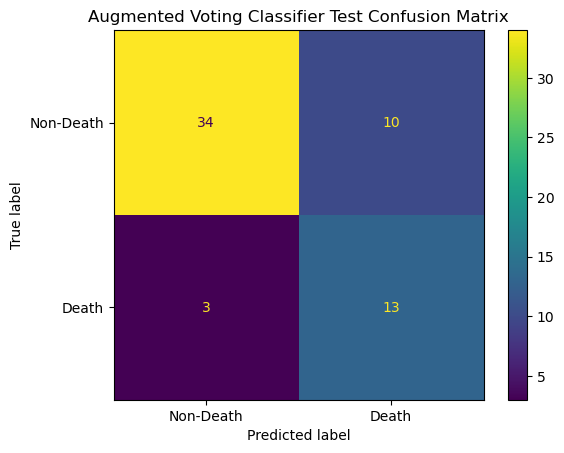 Augmented Voting Classifier Test Confusion Matrix
Non-Death
34
10
Death
3
13
Non-Death
Death
Predicted label
True label
30
25
20
15
10
5